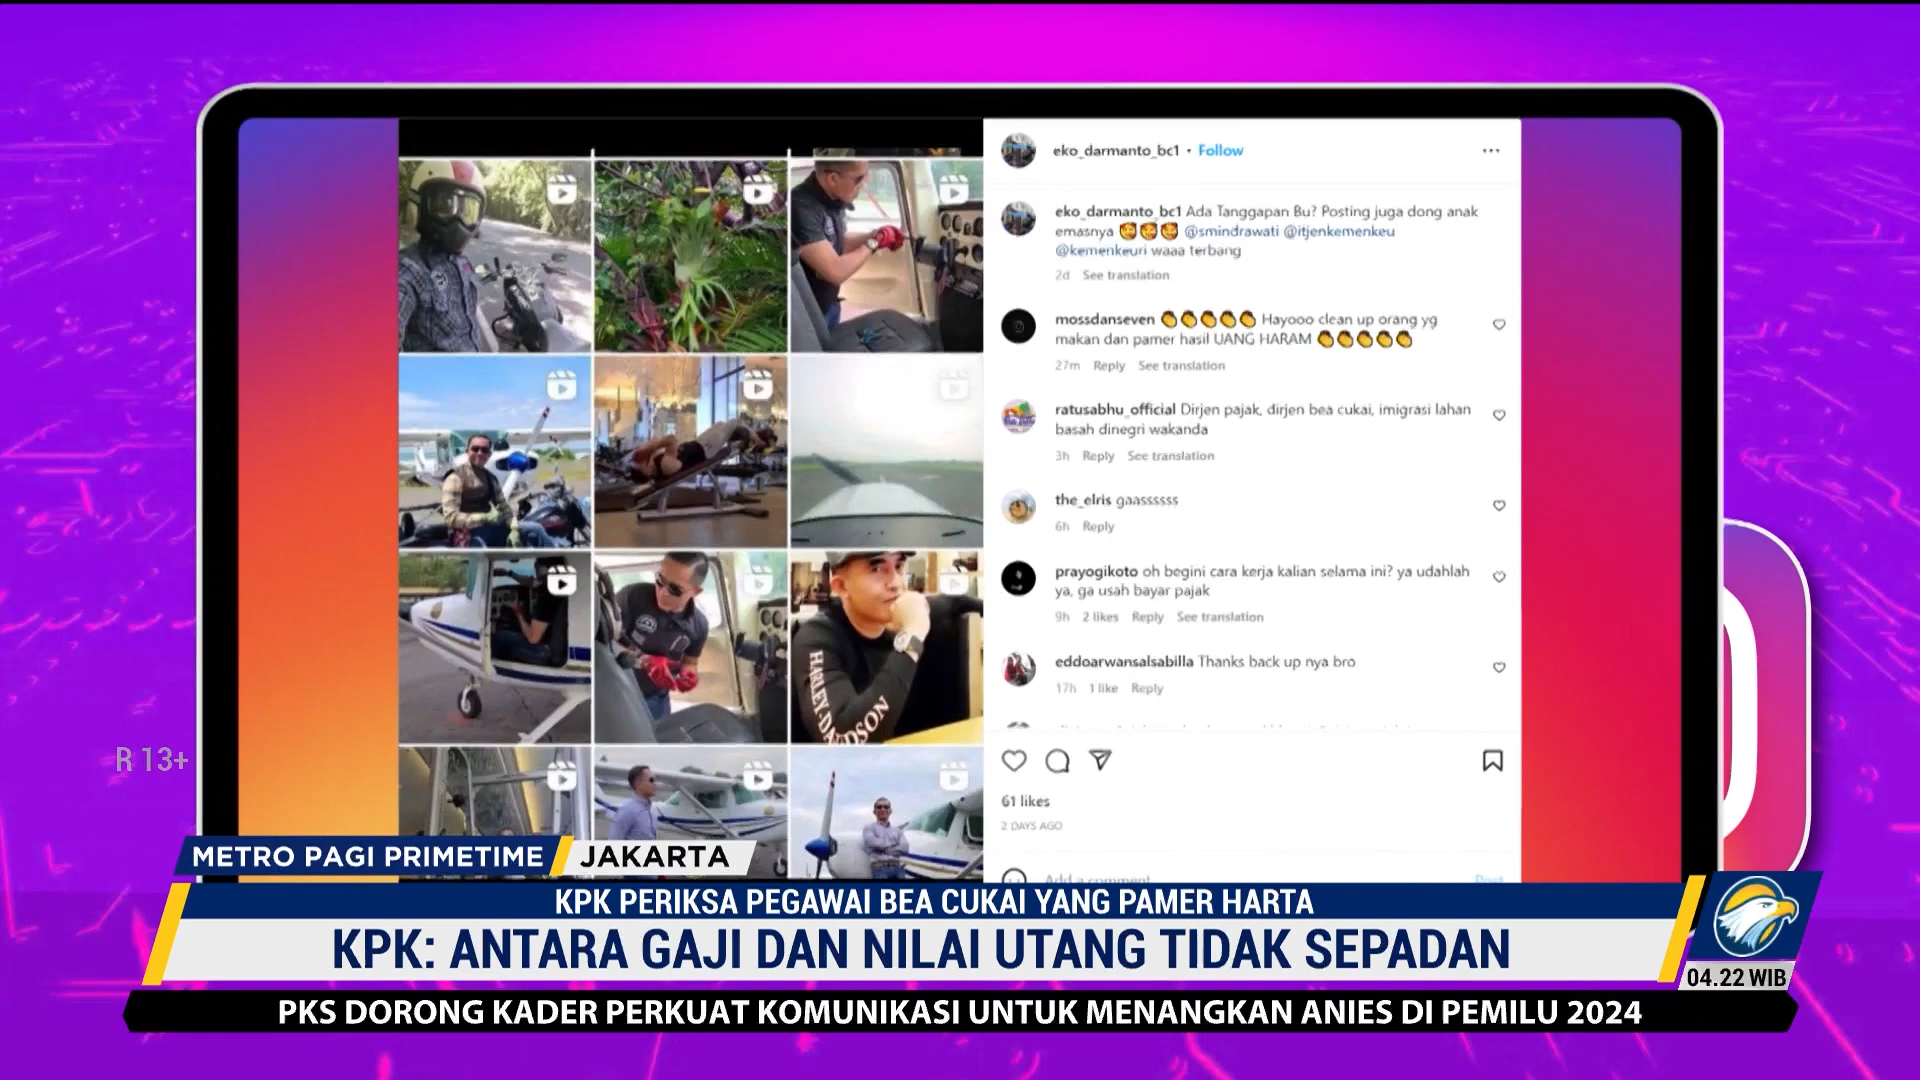 eko_darmanto_bc1 • Follow
eko_darmanto_bc1 Ada Tanggapan Bu? Posting juga dong anak
emasnya 🥰🥰🥰 @smindrawati @itjenkemenkeu
@kemenkeuri waaa terbang
2d See translation
mossdanseven 👏👏👏👏👏 Hayooo clean up orang yg
makan dan pamer hasil UANG HARAM 👏👏👏👏👏
27m Reply See translation
ratusabhu_official Dirjen pajak, dirjen bea cukai, imigrasi lahan
basah dinegri wakanda
3h Reply See translation
the_elris gaassssss
6h Reply
prayogikoto oh begini cara kerja kalian selama ini? ya udahlah
ya, ga usah bayar pajak
9h 2 likes Reply See translation
eddoarwansalsabilla Thanks back up nya bro
17h 1 like Reply
61 likes
2 DAYS AGO
Add a comment
Post
HARLEY-DAVIDSON
R 13+
METRO PAGI PRIMETIME JAKARTA
KPK PERIKSA PEGAWAI BEA CUKAI YANG PAMER HARTA
KPK: ANTARA GAJI DAN NILAI UTANG TIDAK SEPADAN
04.22 WIB
PKS DORONG KADER PERKUAT KOMUNIKASI UNTUK MENANGKAN ANIES DI PEMILU 2024